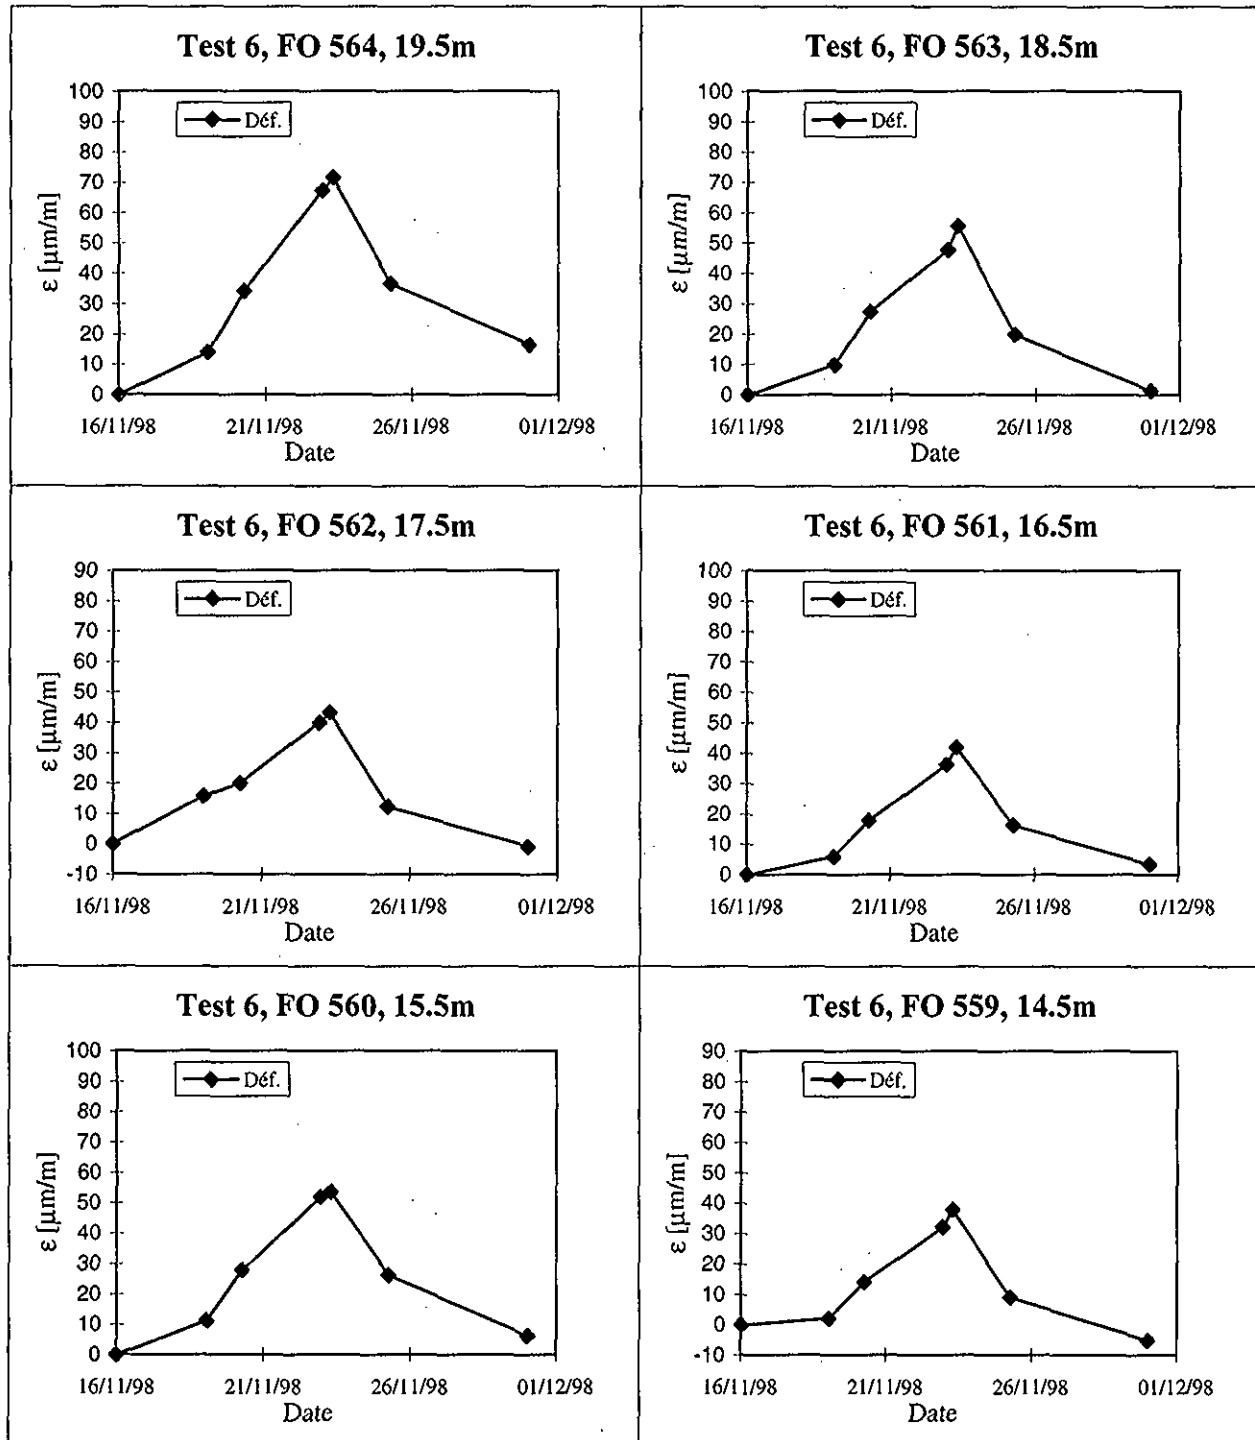 Test 6, FO 564, 19.5m
100
90
80
70
60
50
40
30
20
10
0
ε [µm/m]
Déf.
16/11/98 21/11/98 26/11/98 01/12/98
Date
Test 6, FO 563, 18.5m
100
90
80
70
60
50
40
30
20
10
0
ε [µm/m]
Déf.
16/11/98 21/11/98 26/11/98 01/12/98
Date
Test 6, FO 562, 17.5m
90
80
70
60
50
40
30
20
10
0
-10
ε [µm/m]
Déf.
16/11/98 21/11/98 26/11/98 01/12/98
Date
Test 6, FO 561, 16.5m
100
90
80
70
60
50
40
30
20
10
0
ε [µm/m]
Déf.
16/11/98 21/11/98 26/11/98 01/12/98
Date
Test 6, FO 560, 15.5m
100
90
80
70
60
50
40
30
20
10
0
ε [µm/m]
Déf.
16/11/98 21/11/98 26/11/98 01/12/98
Date
Test 6, FO 559, 14.5m
90
80
70
60
50
40
30
20
10
0
-10
ε [µm/m]
Déf.
16/11/98 21/11/98 26/11/98 01/12/98
Date